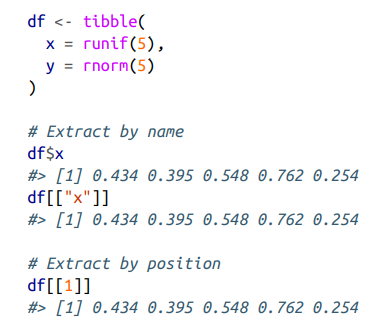 df <- tibble(
  x = runif(5),
  y = rnorm(5)
)

# Extract by name
df$x
#> [1] 0.434 0.395 0.548 0.762 0.254
df[["x"]]
#> [1] 0.434 0.395 0.548 0.762 0.254

# Extract by position
df[[1]]
#> [1] 0.434 0.395 0.548 0.762 0.254